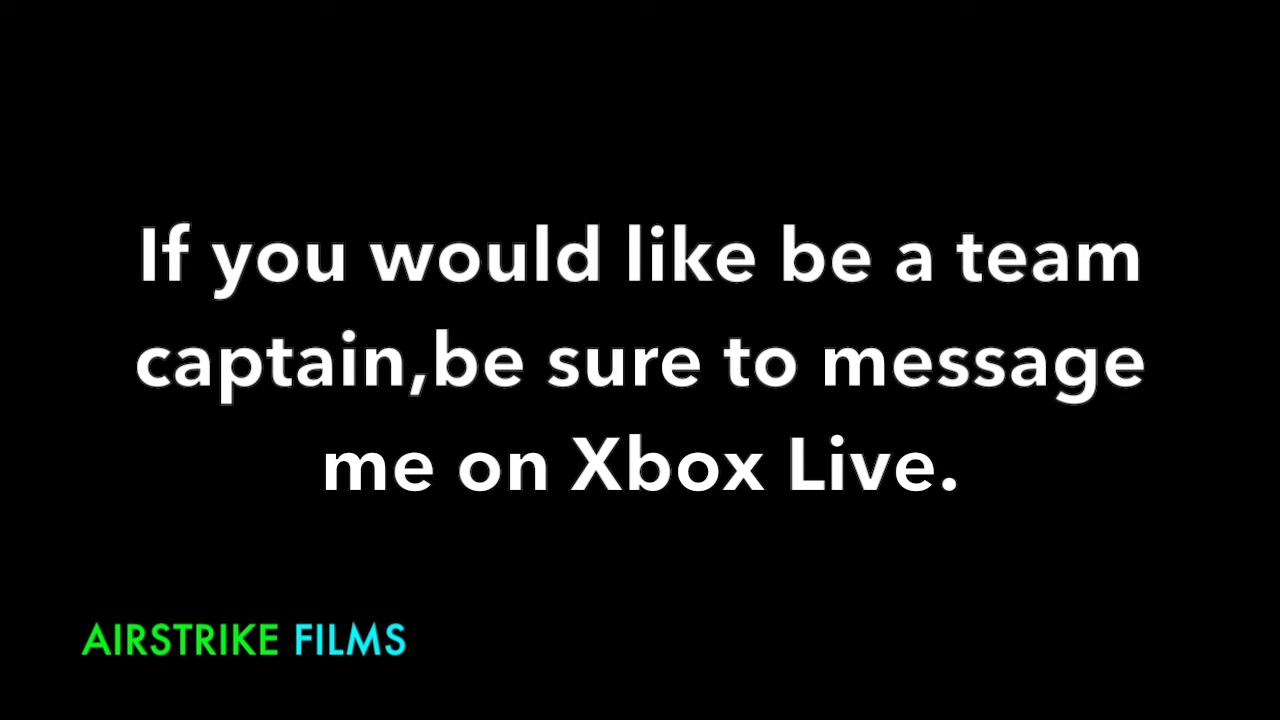 If you would like be a team
captain,be sure to message
me on Xbox Live.
AIRSTRIKE FILMS